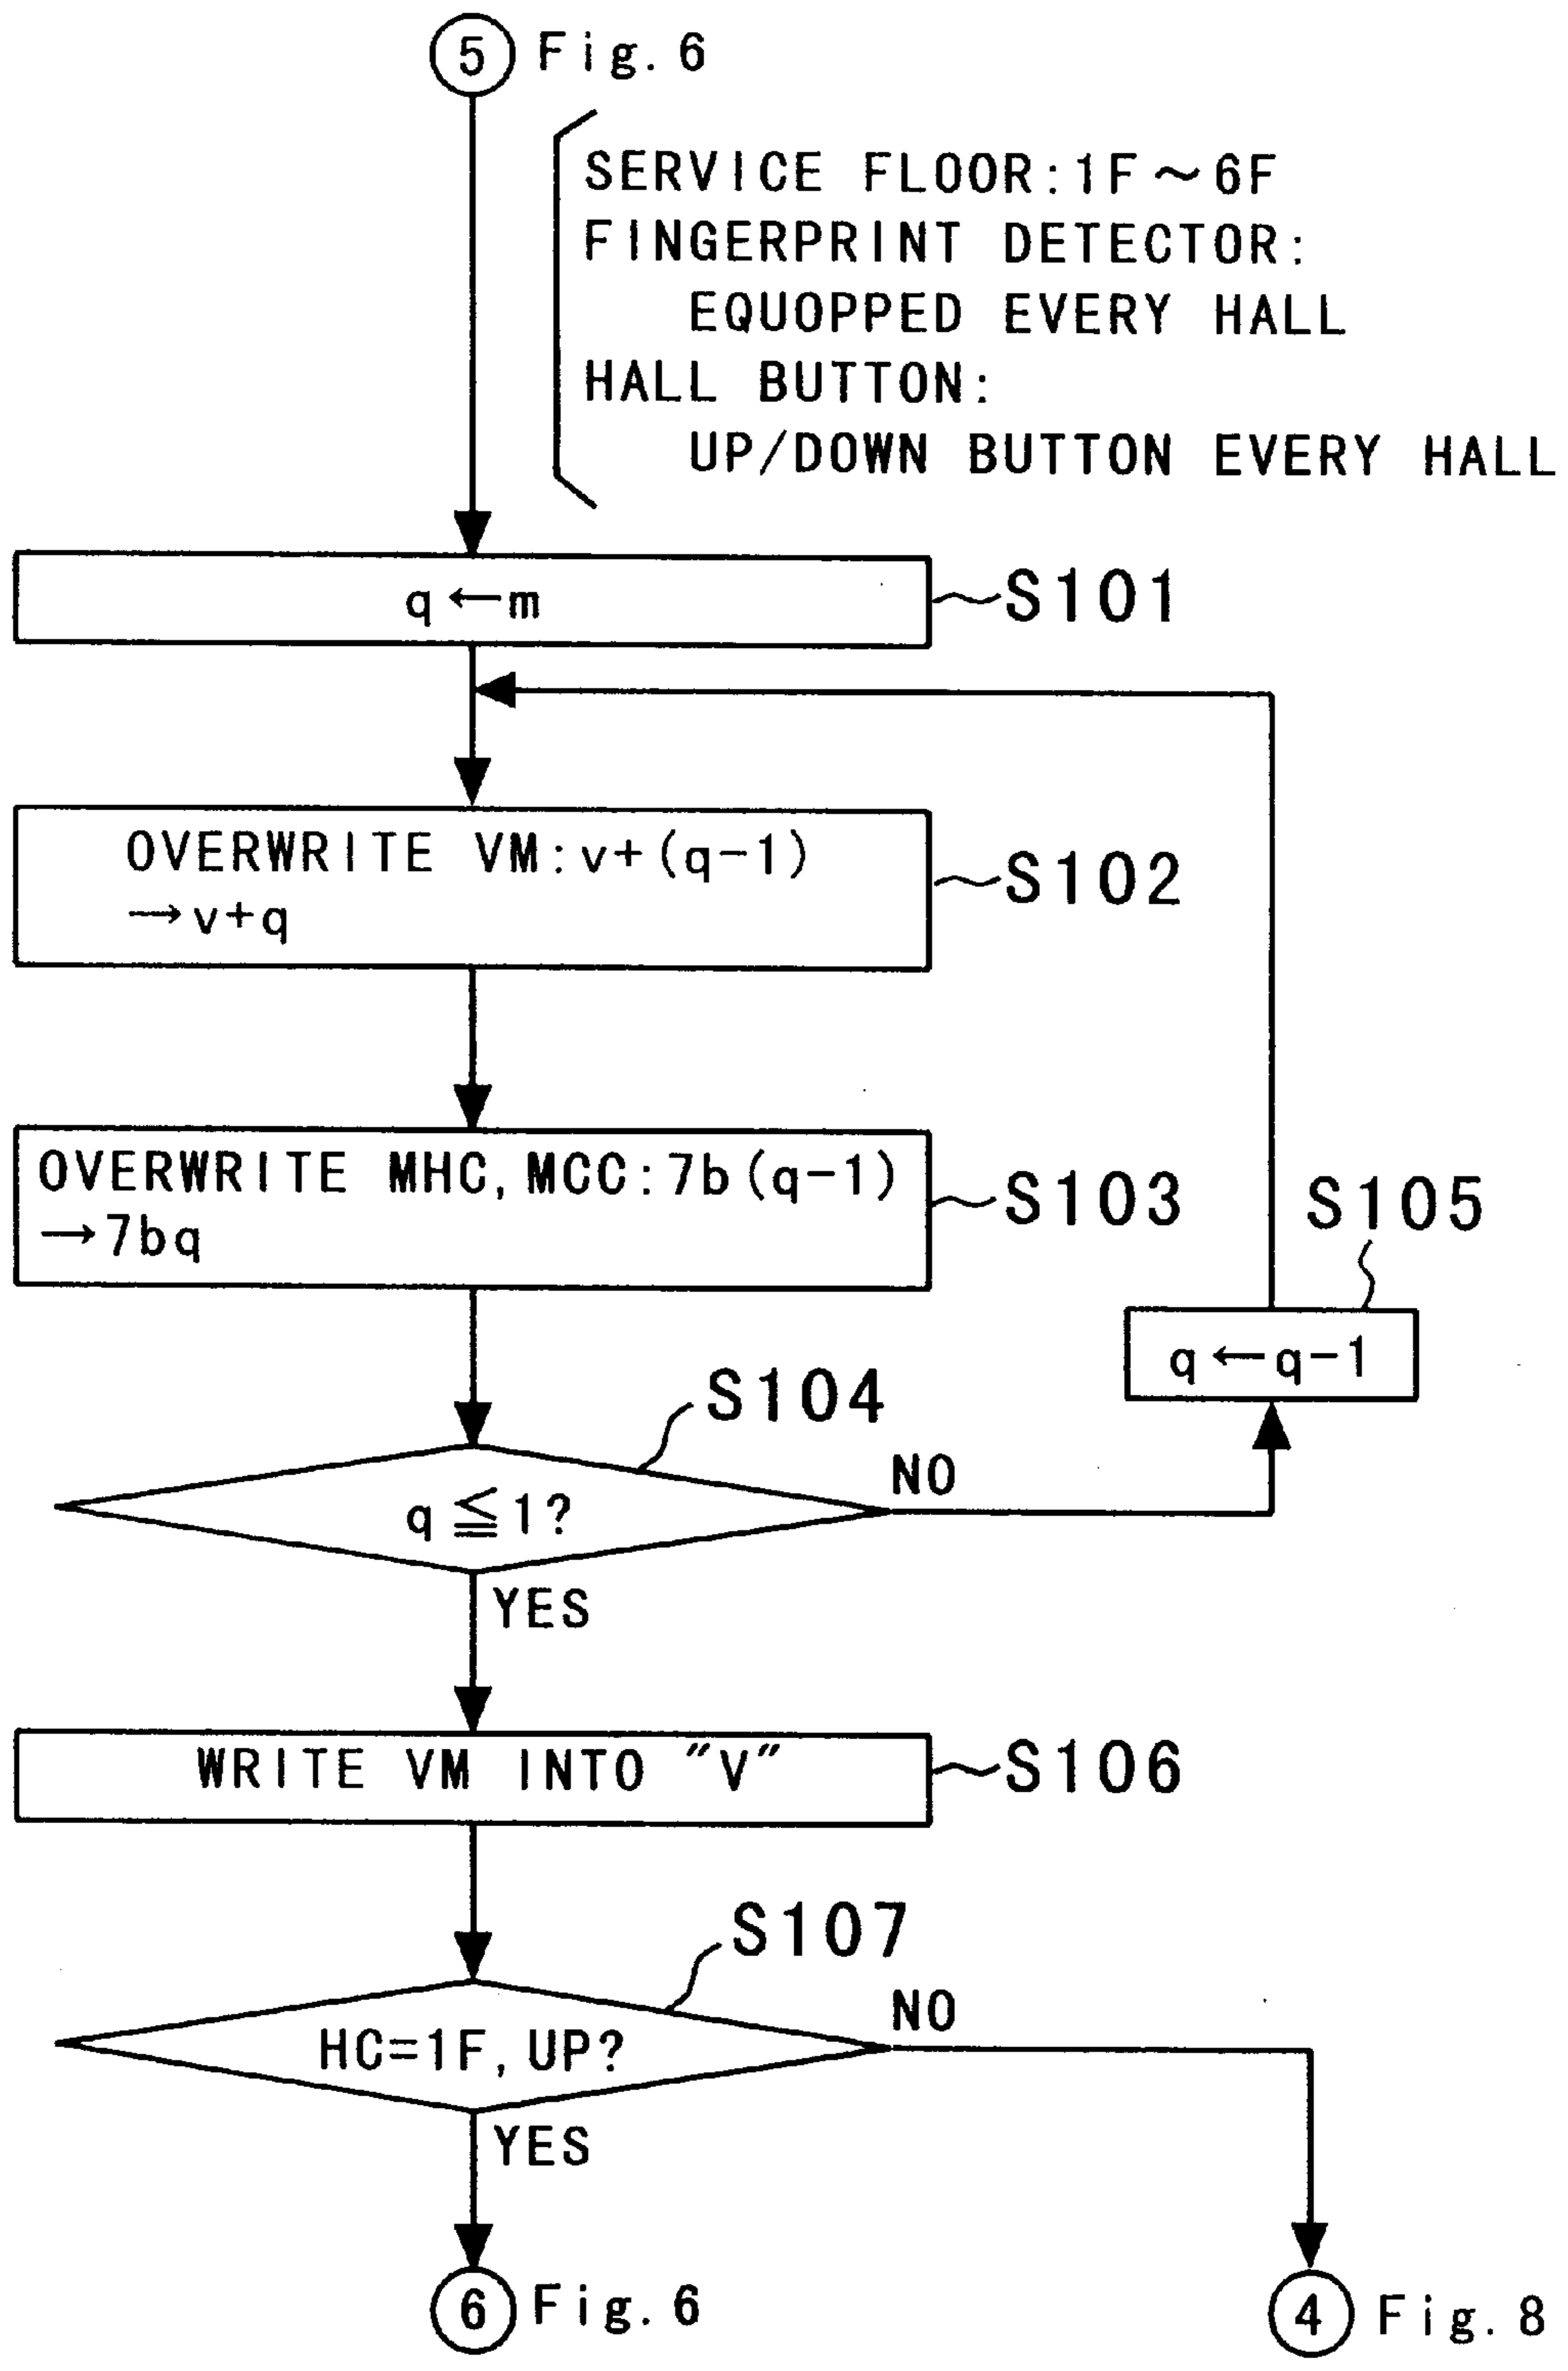 5 Fig. 6
SERVICE FLOOR:1F～6F
FINGERPRINT DETECTOR:
EQUOPPED EVERY HALL
HALL BUTTON:
UP/DOWN BUTTON EVERY HALL
q←m
S101
OVERWRITE VM:v+(q-1)
→v+q
S102
OVERWRITE MHC, MCC:7b(q-1)
→7bq
S103
S105
q←q-1
S104
q≦1?
NO
YES
WRITE VM INTO "V"
S106
S107
HC=1F, UP?
NO
YES
6 Fig. 6
4 Fig. 8